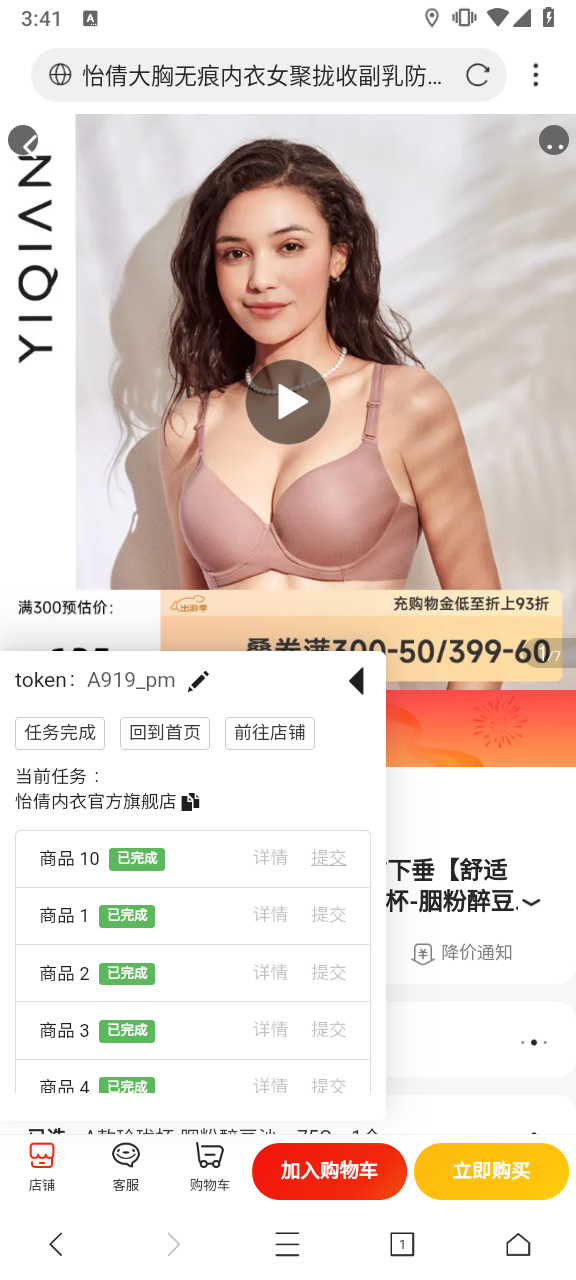 3:41
A
怡倩大胸无痕内衣女聚拢收副乳防...
YIQIAN
满300预估价：
出游季
充购物金低至折上93折
叠券满300-50/399-60
1/7
token： A919_pm
任务完成 回到首页 前往店铺
当前任务：
怡倩内衣官方旗舰店
商品 10 已完成 详情 提交
商品 1 已完成 详情 提交
商品 2 已完成 详情 提交
商品 3 已完成 详情 提交
商品 4 已完成 详情 提交
下垂【舒适
杯-胭粉醉豆.
降价通知
店铺
客服
购物车
加入购物车
立即购买
1